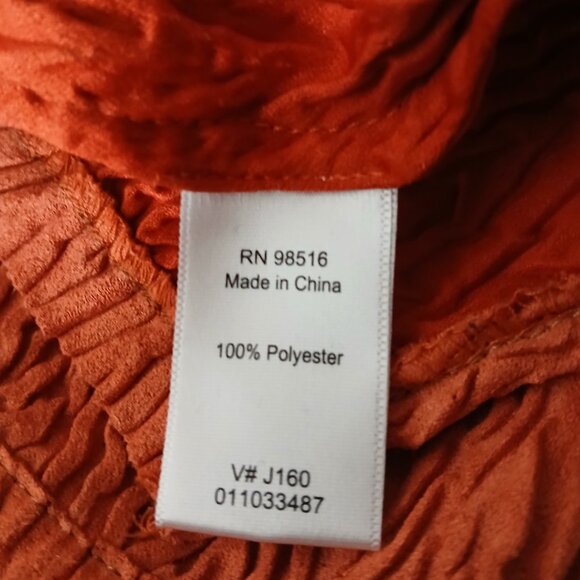 RN 98516
Made in China
100% Polyester
V# J160
011033487